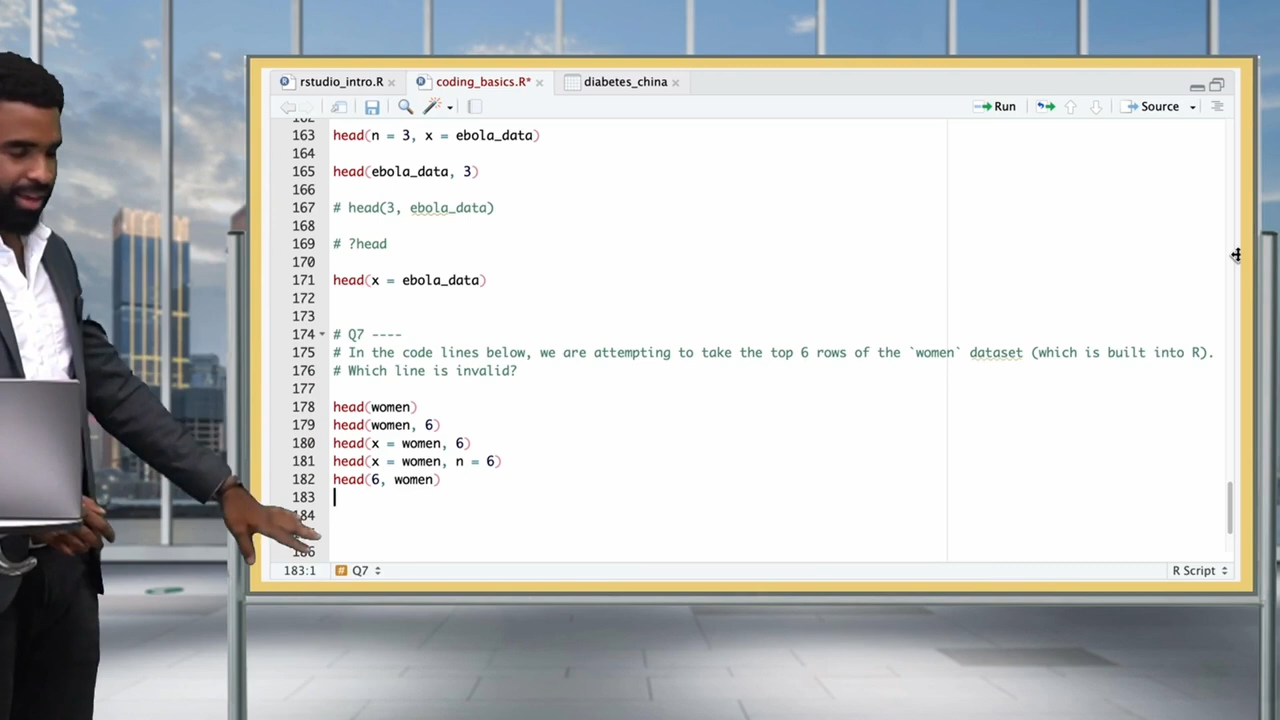 rstudio_intro.R
coding_basics.R*
diabetes_china
Run
Source
163 head(n = 3, x = ebola_data)
164
165 head(ebola_data, 3)
166
167 # head(3, ebola_data)
168
169 # ?head
170
171 head(x = ebola_data)
172
173
174 # Q7 ----
175 # In the code lines below, we are attempting to take the top 6 rows of the `women` dataset (which is built into R).
176 # Which line is invalid?
177
178 head(women)
179 head(women, 6)
180 head(x = women, 6)
181 head(x = women, n = 6)
182 head(6, women)
183
184
183:1 # Q7
R Script